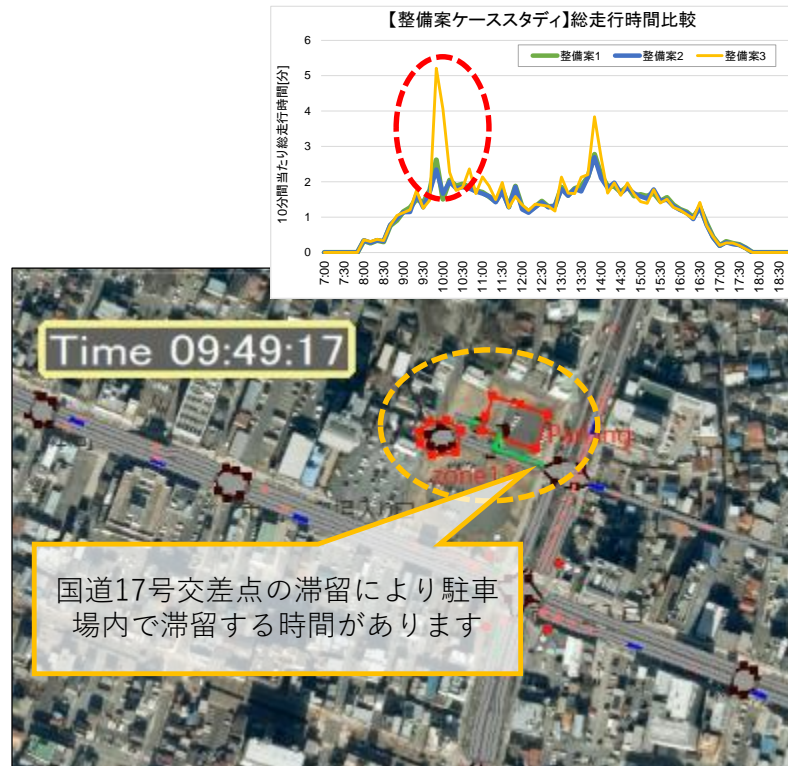 【整備案ケーススタディ】総走行時間比較
整備案1 整備案2 整備案3
10分間当たり総走行時間[分]
6
5
4
3
2
1
0
7:00 7:30 8:00 8:30 9:00 9:30 10:00 10:30 11:00 11:30 12:00 12:30 13:00 13:30 14:00 14:30 15:00 15:30 16:00 16:30 17:00 17:30 18:00 18:30
Time 09:49:17
国道17号交差点の滞留により駐車
場内で滞留する時間があります